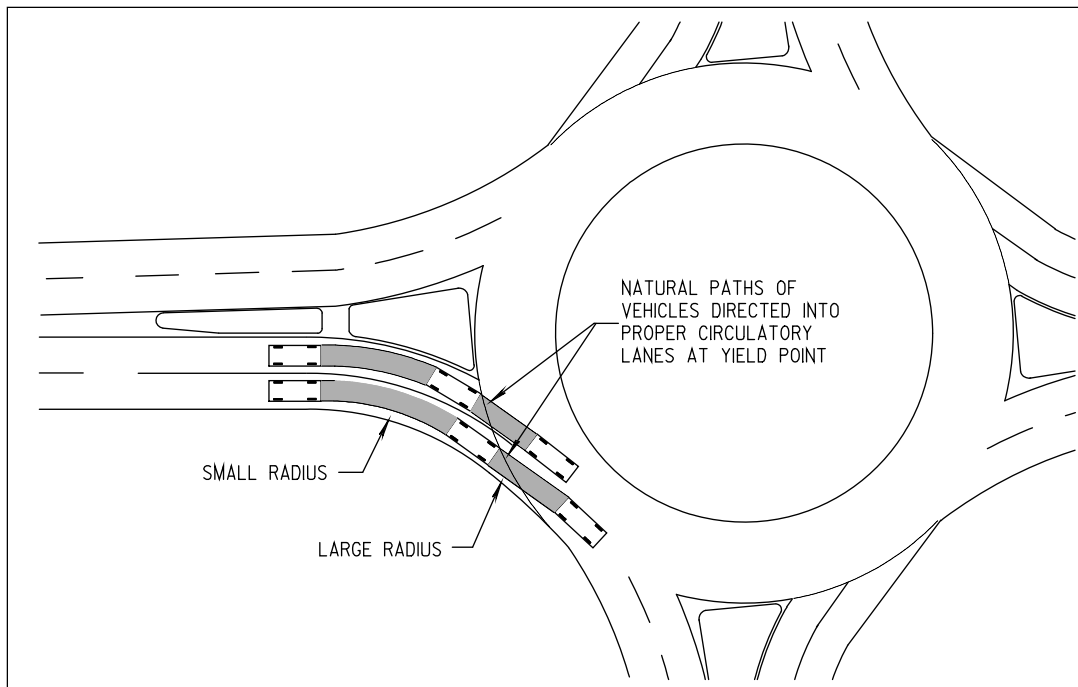 NATURAL PATHS OF
VEHICLES DIRECTED INTO
PROPER CIRCULATORY
LANES AT YIELD POINT
SMALL RADIUS
LARGE RADIUS